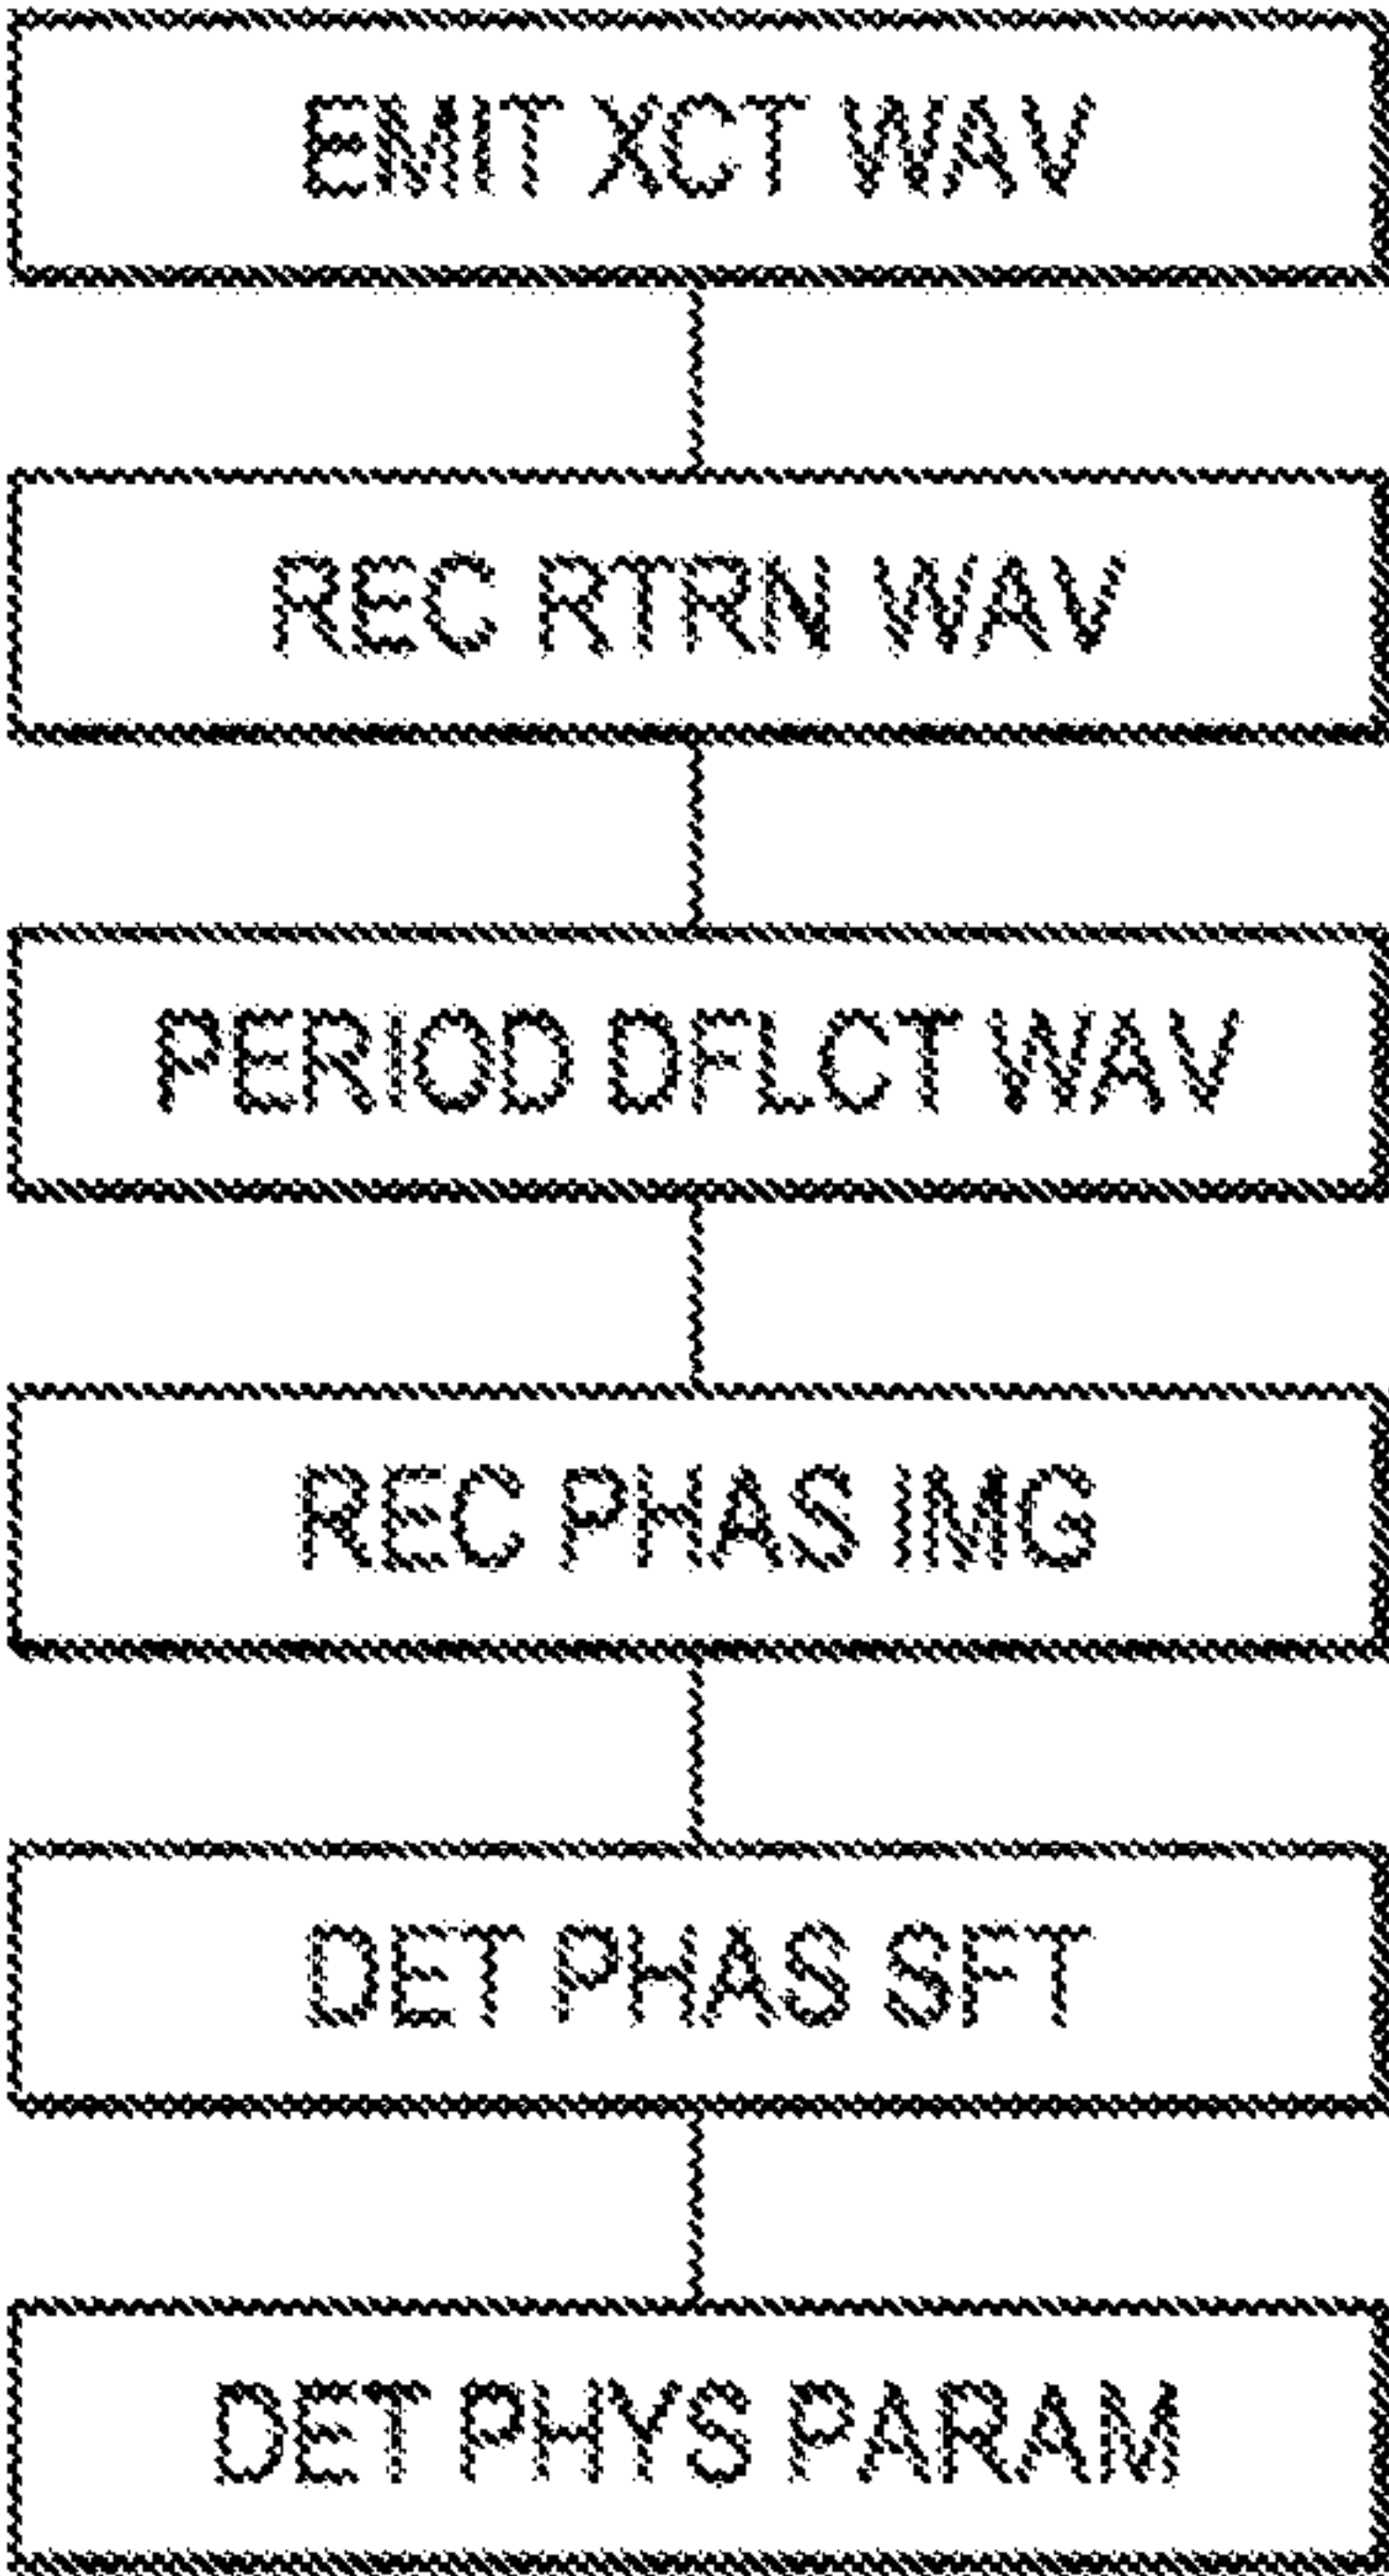 EMIT XCT WAV
REC RTRN WAV
PERIOD DFLCT WAV
REC PHAS IMG
DET PHAS SFT
DET PHYS PARAM